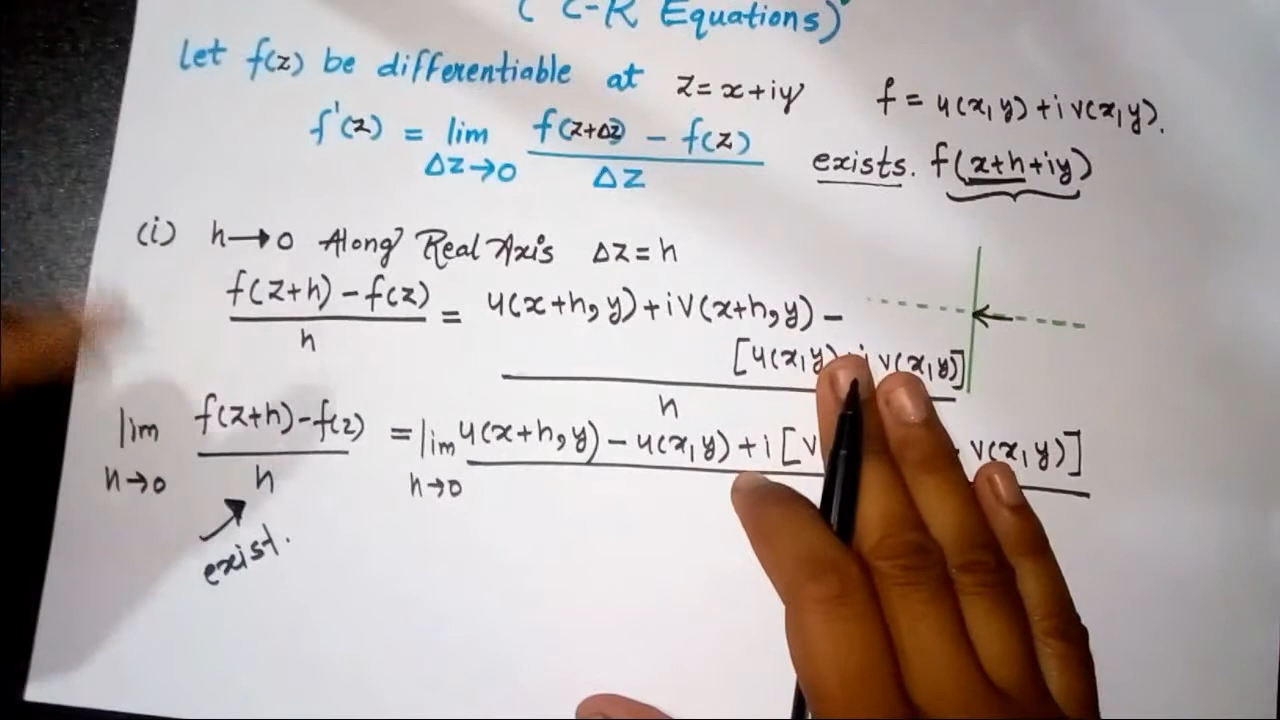 ( C-R Equations)
Let f(z) be differentiable at z = x+iy f = u(x,y)+iv(x,y).
f'(z) = lim f(z+Δz) - f(z)
Δz→0 Δz exists. f(x+h+iy)
(i) h→0 Along Real Axis Δz = h
f(z+h) - f(z) = u(x+h,y)+iv(x+h,y) -
h [u(x,y) i v(x,y)]
h
lim f(z+h)-f(z) = lim u(x+h,y) - u(x,y) + i [v v(x,y)]
h→0 h h→0
exist.